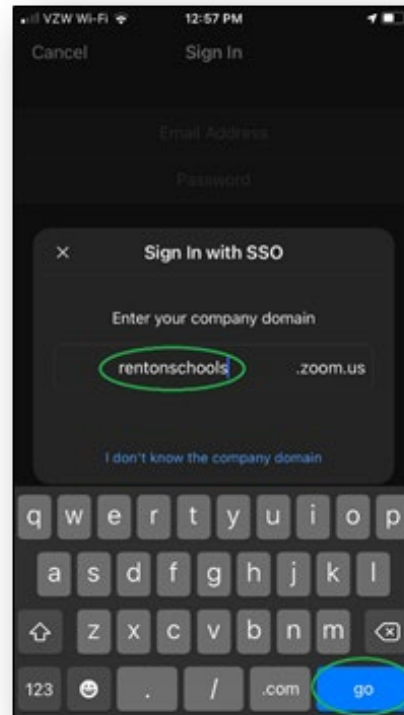 VZW Wi-Fi 12:57 PM
Cancel Sign In
Email Address
Password
× Sign In with SSO
Enter your company domain
rentonschools .zoom.us
I don't know the company domain
q w e r t y u i o p
a s d f g h j k l
z x c v b n m
123 . / .com go